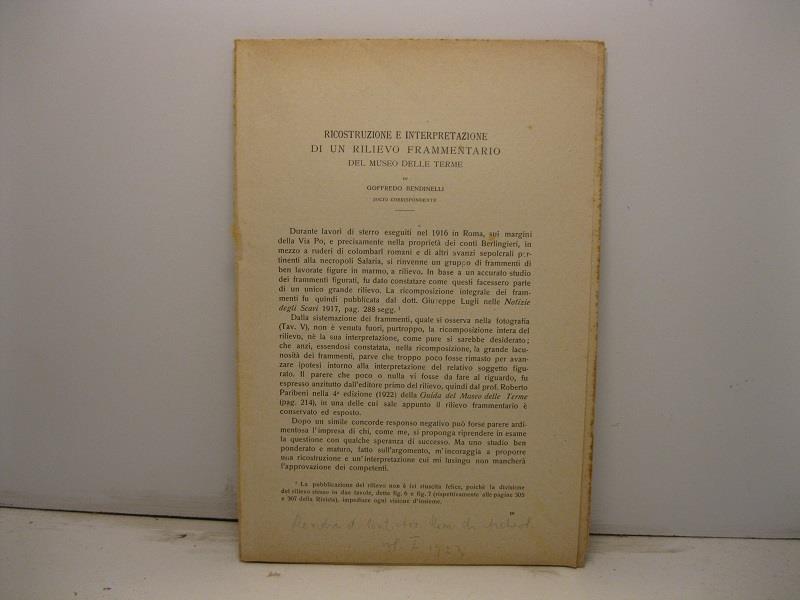 RICOSTRUZIONE E INTERPRETAZIONE
DI UN RILIEVO FRAMMENTARIO
DEL MUSEO DELLE TERME
DI
GOFFREDO BENDINELLI
SOCIO CORRISPONDENTE
Durante lavori di sterro eseguiti nel 1916 in Roma, sui margini
della Via Po, e precisamente nella proprietà dei conti Berlingieri, in
mezzo a ruderi di colombari romani e di altri avanzi sepolcrali per-
tinenti alla necropoli Salaria, si rinvenne un gruppo di frammenti di
ben lavorate figure in marmo, a rilievo. In base a un accurato studio
dei frammenti figurati, fu dato constatare come questi facessero parte
di un unico grande rilievo. La ricomposizione integrale dei fram-
menti fu quindi pubblicata dal dott. Giuseppe Lugli nelle Notizie
degli Scavi 1917, pag. 288 segg. ¹
Dalla sistemazione dei frammenti, quale si osserva nella fotografia
(Tav. V), non è venuta fuori, purtroppo, la ricomposizione intera del
rilievo, nè la sua interpretazione, come pure si sarebbe desiderato;
che anzi, essendosi constatata, nella ricomposizione, la grande lacu-
nosità dei frammenti, parve che troppo poco fosse rimasto per avan-
zare ipotesi intorno alla interpretazione del relativo soggetto figu-
rato. Il parere che poco o nulla vi fosse da fare al riguardo, fu
espresso anzitutto dall'editore primo del rilievo, quindi dal prof. Roberto
Paribeni nella 4ª edizione (1922) della Guida del Museo delle Terme
(pag. 214), in una delle cui sale appunto il rilievo frammentario è
conservato ed esposto.
Dopo un simile concorde responso negativo può forse parere ardi-
mentosa l'impresa di chi, come me, si proponga riprendere in esame
la questione con qualche speranza di successo. Ma uno studio ben
ponderato e maturo, fatto sull'argomento, m'incoraggia a proporre
una ricostruzione e un'interpretazione cui mi lusingo non mancherà
l'approvazione dei competenti.
¹ La pubblicazione del rilievo non è ivi riuscita felice, poichè la divisione
del rilievo stesso in due tavole, dette fig. 6 e fig. 7 (rispettivamente alle pagine 305
e 307 della Rivista), impedisce ogni visione d'insieme.
di
vol. I 1923